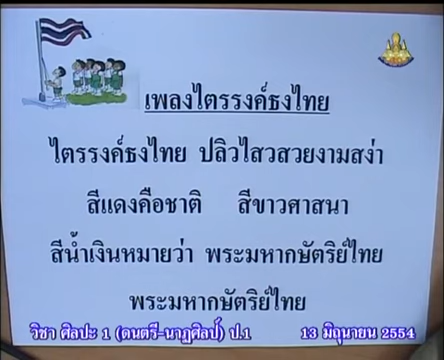 เพลงไตรรงค์ธงไทย
ไตรรงค์ธงไทย ปลิวไสวสวยงามสง่า
สีแดงคือชาติ สีขาวศาสนา
สีน้ำเงินหมายว่า พระมหากษัตริย์ไทย
พระมหากษัตริย์ไทย
วิชา ศิลปะ 1 (ดนตรี-นาฏศิลป์) ป.1 13 มิถุนายน 2554